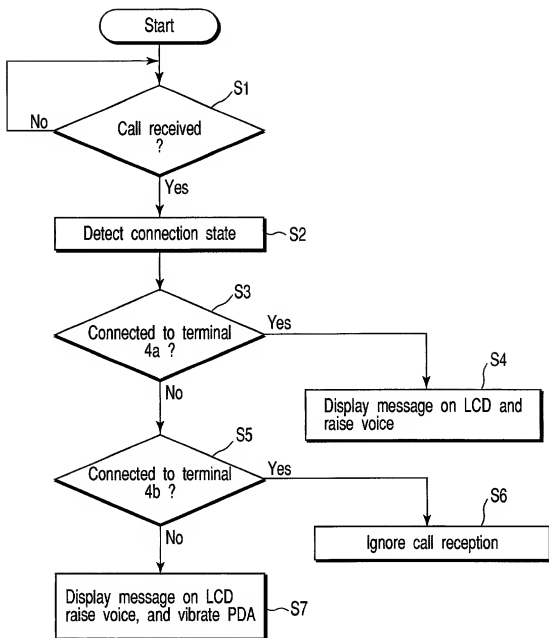 Start
S1
Call received
?
No
Yes
Detect connection state
S2
S3
Connected to terminal
4a ?
Yes
No
S4
Display message on LCD and
raise voice
S5
Connected to terminal
4b ?
Yes
No
S6
Ignore call reception
Display message on LCD
raise voice, and vibrate PDA
S7